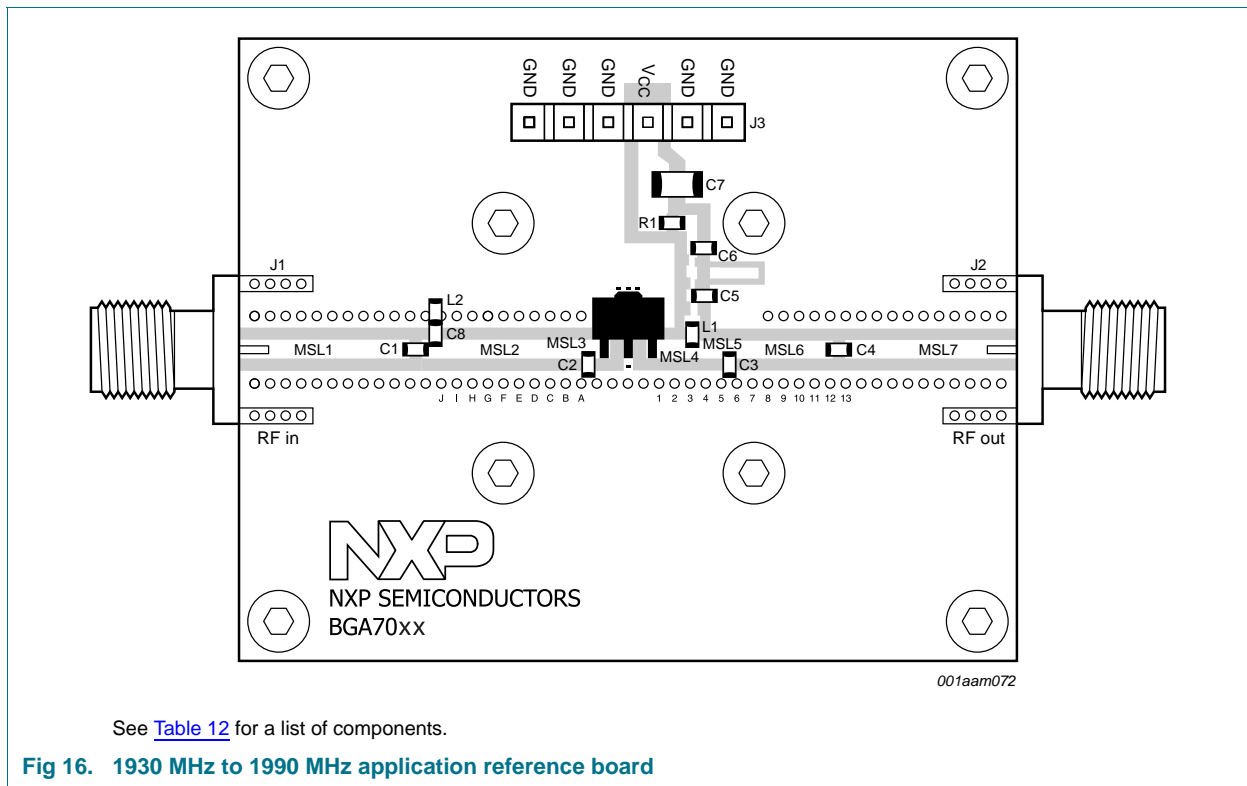 GND GND GND VCC GND GND
J3
C7
R1
C6
J1
J2
C5
L2
C8
L1
MSL1 C1 MSL2 MSL3 MSL4 MSL5 MSL6 C4 MSL7
C2 C3
J I H G F E D C B A 1 2 3 4 5 6 7 8 9 10 11 12 13
RF in
RF out
NXP
NXP SEMICONDUCTORS
BGA70xx
001aam072
See Table 12 for a list of components.
Fig 16. 1930 MHz to 1990 MHz application reference board